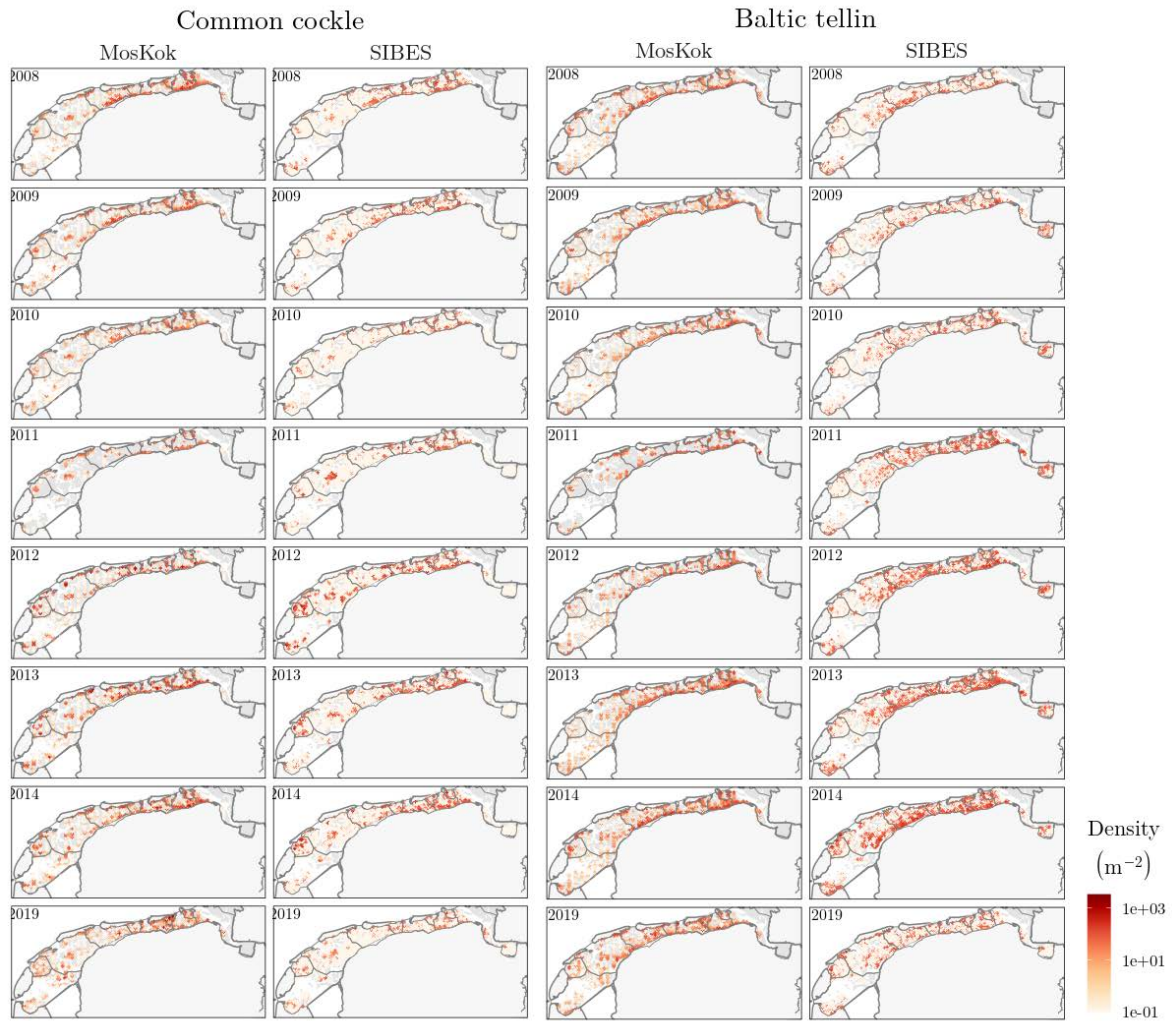 Common cockle Baltic tellin
MosKok SIBES MosKok SIBES
2008 2008 2008 2008
2009 2009 2009 2009
2010 2010 2010 2010
2011 2011 2011 2011
2012 2012 2012 2012
2013 2013 2013 2013
2014 2014 2014 2014
Density
(m⁻²)
1e+03
2019 2019 2019 2019
1e+01
1e-01